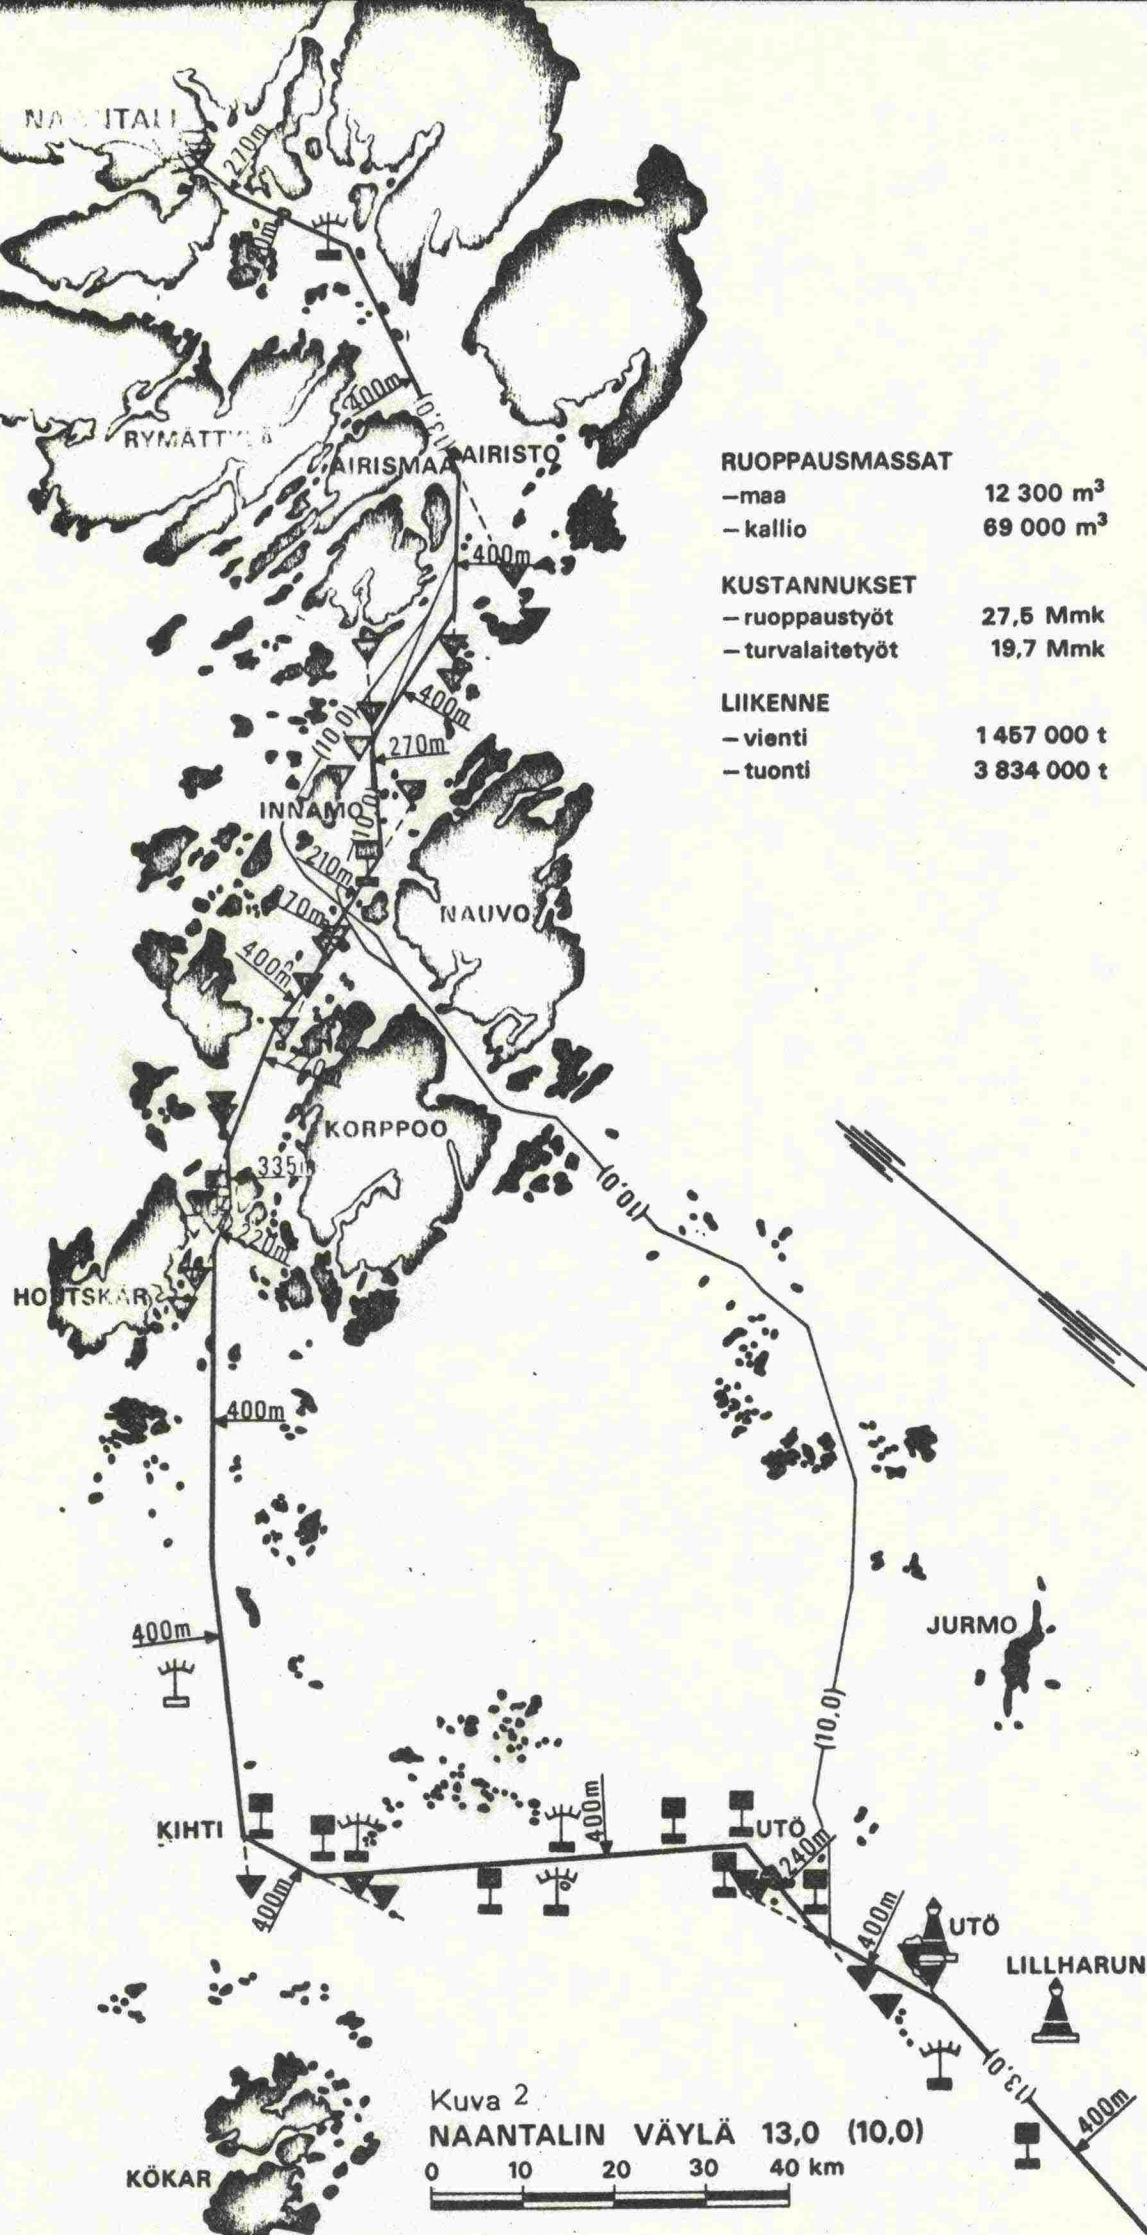 NAANTALI
270m
400m
(13,0)
RYMÄTTYLÄ
AIRISMAA
AIRISTO
RUOPPAUSMASSAT
–maa 12 300 m³
– kallio 69 000 m³
400m
KUSTANNUKSET
– ruoppaustyöt 27,5 Mmk
– turvalaitetyöt 19,7 Mmk
400m
LIIKENNE
– vienti 1 457 000 t
– tuonti 3 834 000 t
(10,0)
270m
INNAMO
(10,0)
210m
NAUVO
400m
KORPPOO
335m
(10,0)
220m
HOUTSKAR
400m
JURMO
400m
(10,0)
400m
KIHTI
UTÖ
240m
400m
400m
UTÖ
LILLHARUN
(13,0)
400m
Kuva 2
NAANTALIN VÄYLÄ 13,0 (10,0)
KÖKAR
0 10 20 30 40 km